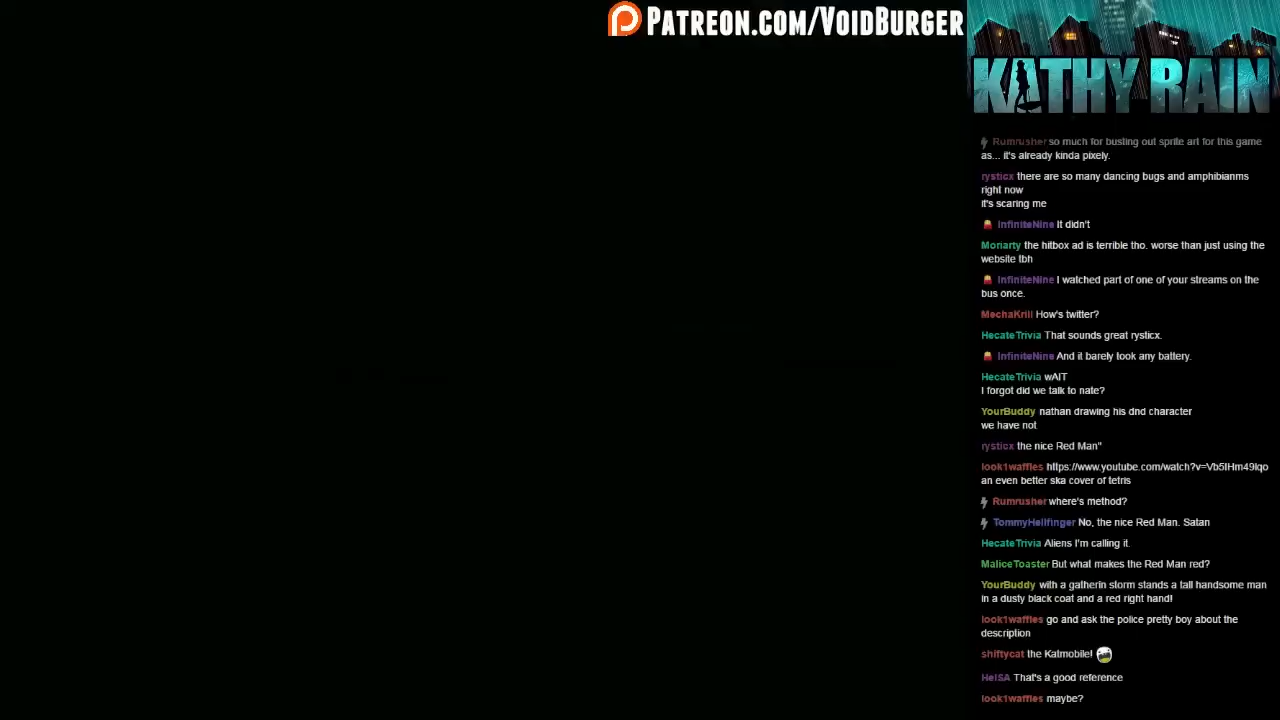 Patreon.com/VoidBurger
KATHY RAIN
Rumrusher so much for busting out sprite art for this game
as... it's already kinda pixely.
rysticx there are so many dancing bugs and amphibianms
right now
it's scaring me
InfiniteNine It didn't
Moriarty the hitbox ad is terrible tho. worse than just using the
website tbh
InfiniteNine I watched part of one of your streams on the
bus once.
MechaKrill How's twitter?
HecateTrivia That sounds great rysticx.
InfiniteNine And it barely took any battery.
HecateTrivia wAIT
I forgot did we talk to nate?
YourBuddy nathan drawing his dnd character
we have not
rysticx the nice Red Man"
look1waffles https://www.youtube.com/watch?v=Vb5IHm49Iqo
an even better ska cover of tetris
Rumrusher where's method?
TommyHellfinger No, the nice Red Man. Satan
HecateTrivia Aliens I'm calling it.
MaliceToaster But what makes the Red Man red?
YourBuddy with a gatherin storm stands a tall handsome man
in a dusty black coat and a red right hand!
look1waffles go and ask the police pretty boy about the
description
shiftycat the Katmobile!
HelSA That's a good reference
look1waffles maybe?